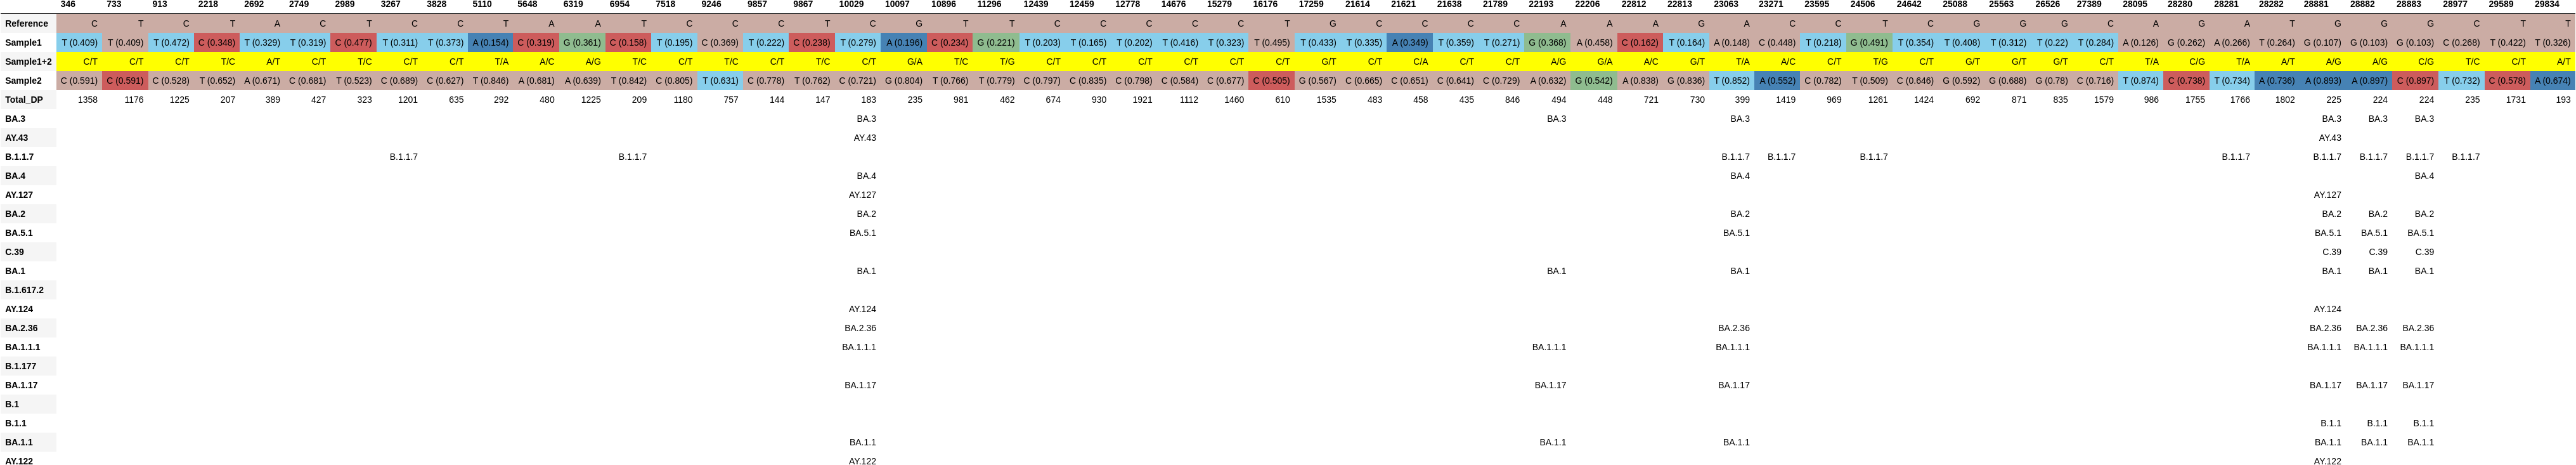 346 733 913 2218 2692 2749 2989 3267 3828 5110 5648 6319 6954 7518 9246 9857 9867 10029 10097 10896 11296 12439 12459 12778 14676 15279 16176 17259 21614 21621 21638 21789 22193 22206 22812 22813 23063 23271 23595 24506 24642 25088 25563 26526 27389 28095 28280 28281 28282 28881 28882 28883 28977 29589 29834
Reference C T C T A C T C C T A A T C C C T C G T T C C C C C T G C C C C A A A G A C C T C G G G C A G A T G G G C T T
Sample1 T (0.409) T (0.409) T (0.472) C (0.348) T (0.329) T (0.319) C (0.477) T (0.311) T (0.373) A (0.154) C (0.319) G (0.361) C (0.158) T (0.195) C (0.369) T (0.222) C (0.238) T (0.279) A (0.196) C (0.234) G (0.221) T (0.203) T (0.165) T (0.202) T (0.416) T (0.323) T (0.495) T (0.433) T (0.335) A (0.349) T (0.359) T (0.271) G (0.368) A (0.458) C (0.162) T (0.164) A (0.148) C (0.448) T (0.218) G (0.491) T (0.354) T (0.408) T (0.312) T (0.22) T (0.284) A (0.126) G (0.262) A (0.266) T (0.264) G (0.107) G (0.103) G (0.103) C (0.268) T (0.422) T (0.326)
Sample1+2 C/T C/T C/T T/C A/T C/T T/C C/T C/T T/A A/C A/G T/C C/T C/T C/T T/C C/T G/A T/C T/G C/T C/T C/T C/T C/T C/T G/T C/T C/A C/T C/T A/G G/A A/C G/T T/A A/C C/T T/G C/T G/T G/T G/T C/T T/A C/G T/A A/T A/G A/G C/G T/C C/T A/T
Sample2 C (0.591) C (0.591) C (0.528) T (0.652) A (0.671) C (0.681) T (0.523) C (0.689) C (0.627) T (0.846) A (0.681) A (0.639) T (0.842) C (0.805) T (0.631) C (0.778) T (0.762) C (0.721) G (0.804) T (0.766) T (0.779) C (0.797) C (0.835) C (0.798) C (0.584) C (0.677) C (0.505) G (0.567) C (0.665) C (0.651) C (0.641) C (0.729) A (0.632) G (0.542) A (0.838) G (0.836) T (0.852) A (0.552) C (0.782) T (0.509) C (0.646) G (0.592) G (0.688) G (0.78) C (0.716) T (0.874) C (0.738) T (0.734) A (0.736) A (0.893) A (0.897) C (0.897) T (0.732) C (0.578) A (0.674)
Total_DP 1358 1176 1225 207 389 427 323 1201 635 292 480 1225 209 1180 757 144 147 183 235 981 462 674 930 1921 1112 1460 610 1535 483 458 435 846 494 448 721 730 399 1419 969 1261 1424 692 871 835 1579 986 1755 1766 1802 225 224 224 235 1731 193
BA.3 BA.3 BA.3 BA.3 BA.3 BA.3 BA.3
AY.43 AY.43 AY.43
B.1.1.7 B.1.1.7 B.1.1.7 B.1.1.7 B.1.1.7 B.1.1.7 B.1.1.7 B.1.1.7 B.1.1.7 B.1.1.7 B.1.1.7
BA.4 BA.4 BA.4 BA.4
AY.127 AY.127 AY.127
BA.2 BA.2 BA.2 BA.2 BA.2 BA.2
BA.5.1 BA.5.1 BA.5.1 BA.5.1 BA.5.1 BA.5.1
C.39 C.39 C.39 C.39
BA.1 BA.1 BA.1 BA.1 BA.1 BA.1 BA.1
B.1.617.2
AY.124 AY.124 AY.124
BA.2.36 BA.2.36 BA.2.36 BA.2.36 BA.2.36 BA.2.36
BA.1.1.1 BA.1.1.1 BA.1.1.1 BA.1.1.1 BA.1.1.1 BA.1.1.1 BA.1.1.1
B.1.177
BA.1.17 BA.1.17 BA.1.17 BA.1.17 BA.1.17 BA.1.17 BA.1.17
B.1
B.1.1 B.1.1 B.1.1 B.1.1
BA.1.1 BA.1.1 BA.1.1 BA.1.1 BA.1.1 BA.1.1 BA.1.1
AY.122 AY.122 AY.122